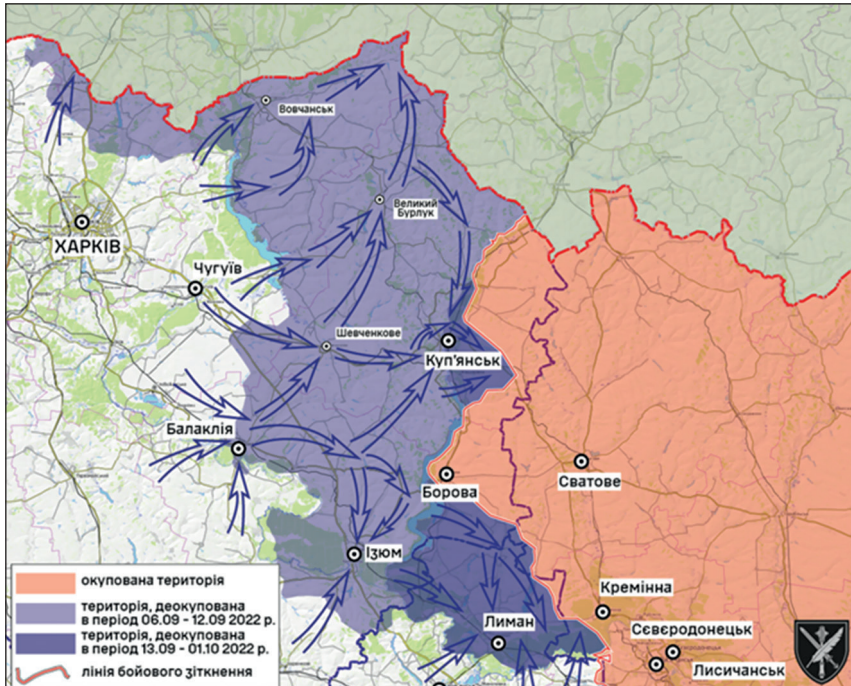 Вовчанськ
Великий
Бурлук
ХАРКІВ
Чугуїв
Шевченкове
Куп'янськ
Балаклія
Борова
Сватове
Ізюм
Кремінна
Лиман
Сєвєродонецьк
Лисичанськ
окупована територія
територія, деокупована
в період 06.09 - 12.09 2022 р.
територія, деокупована
в період 13.09 - 01.10 2022 р.
лінія бойового зіткнення